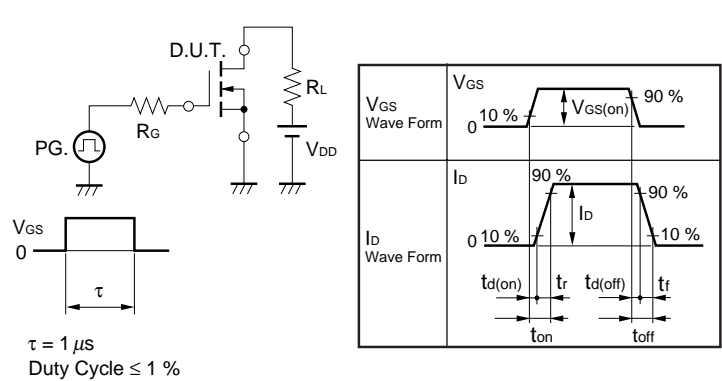 D.U.T.
RL
RG
PG.
VDD
VGS
0
τ
τ = 1 μs
Duty Cycle ≤ 1 %
VGS
Wave Form
VGS
10 %
0
VGS(on)
90 %
ID
Wave Form
ID
90 %
90 %
ID
0 10 %
10 %
td(on) tr td(off) tf
ton toff